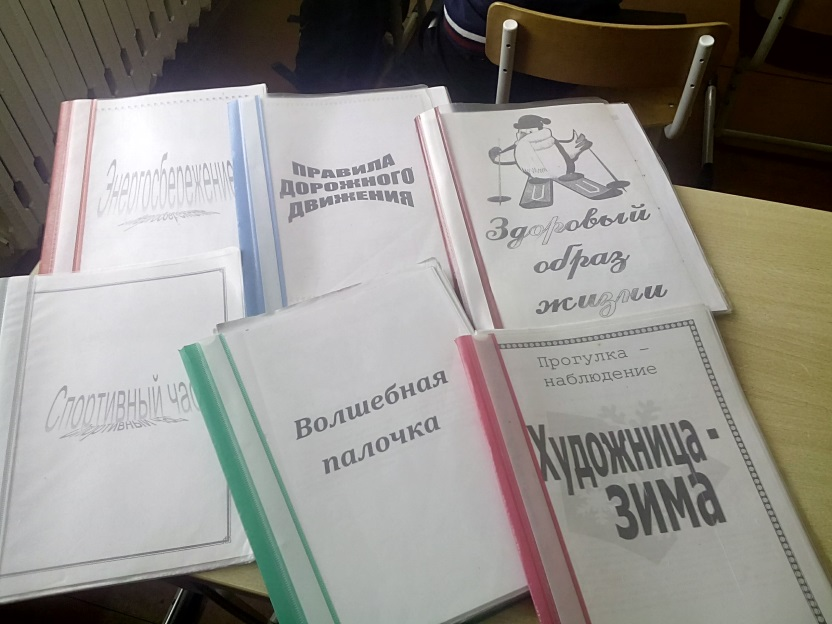 Энергосбережение
ПРАВИЛА
ДОРОЖНОГО
ДВИЖЕНИЯ
Здоровый
образ
жизни
Спортивный час
Волшебная
палочка
Прогулка –
наблюдение
Художница -
зима